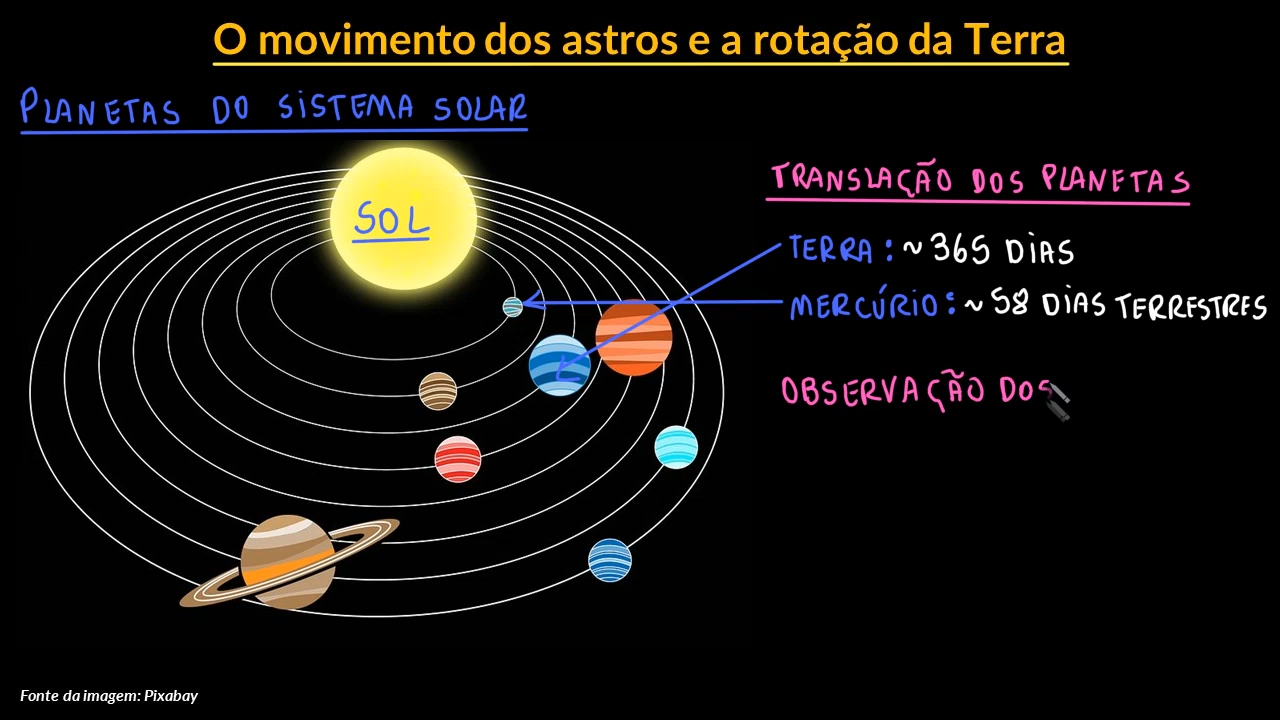 O movimento dos astros e a rotação da Terra
PLANETAS DO SISTEMA SOLAR
SOL
TRANSLAÇÃO DOS PLANETAS
TERRA: ~365 DIAS
MERCÚRIO: ~58 DIAS TERRESTRES
OBSERVAÇÃO DOS
Fonte da imagem: Pixabay